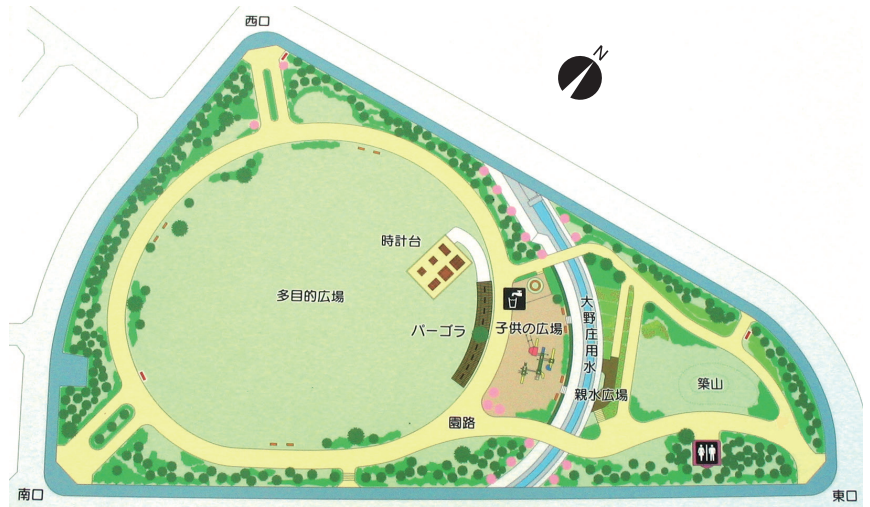 西口
N
時計台
多目的広場
パーゴラ
子供の広場
大野庄用水
親水広場
築山
園路
南口
東口